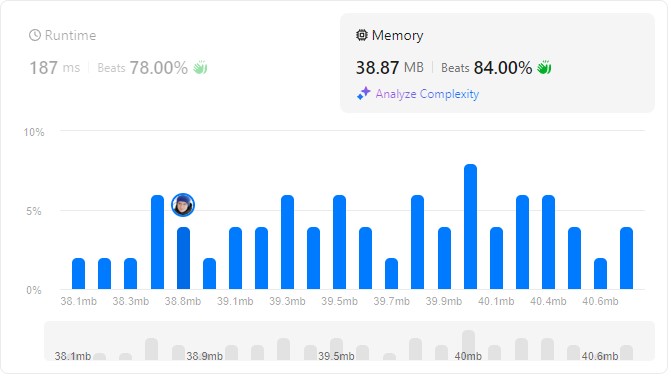 Runtime
187 ms Beats 78.00%
Memory
38.87 MB Beats 84.00%
Analyze Complexity
10%
5%
0%
38.1mb 38.3mb 38.8mb 39.1mb 39.3mb 39.5mb 39.7mb 39.9mb 40.1mb 40.4mb 40.6mb
38.1mb 38.9mb 39.5mb 40mb 40.6mb